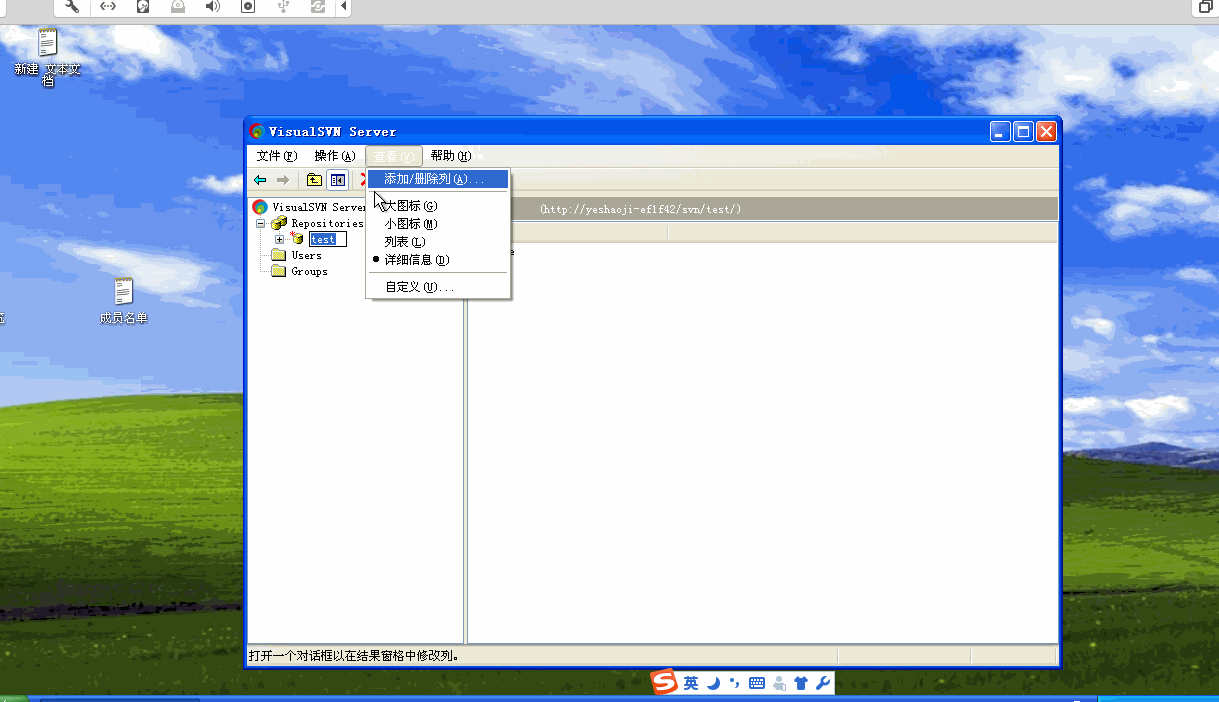 新建 文本文
档
成员名单
VisualSVN Server
文件(F) 操作(A) 查看(V) 帮助(H)
添加/删除列(A)...
大图标(G)
小图标(M)
列表(L)
详细信息(D)
自定义(U)...
VisualSVN Server
Repositories
test
Users
Groups
(http://yeshaoji-ef1f42/svn/test/)
打开一个对话框以在结果窗格中修改列。
英